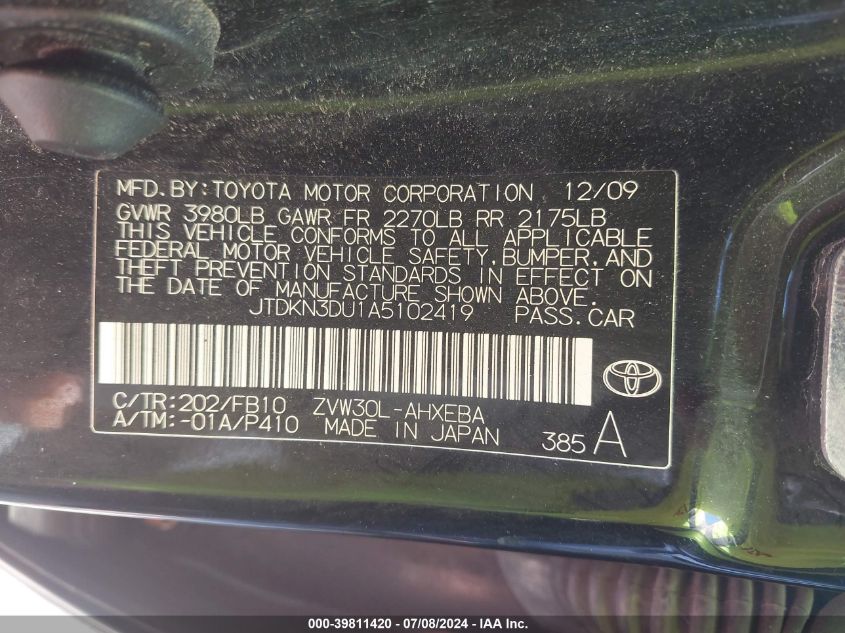 MFD. BY: TOYOTA MOTOR CORPORATION 12/09
GVWR 3980LB GAWR FR 2270LB RR 2175LB
THIS VEHICLE CONFORMS TO ALL APPLICABLE
FEDERAL MOTOR VEHICLE SAFETY, BUMPER, AND
THEFT PREVENTION STANDARDS IN EFFECT ON
THE DATE OF MANUFACTURE SHOWN ABOVE.
JTDKN3DU1A5102419 PASS. CAR
C/TR: 202/FB10 ZVW30L-AHXEBA
A/TM: -01A/P410 MADE IN JAPAN 385 A
000-39811420 - 07/08/2024 - IAA Inc.